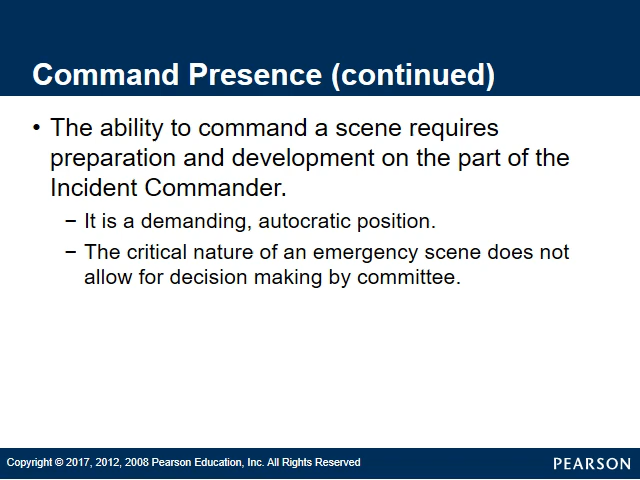 Command Presence (continued)
• The ability to command a scene requires
preparation and development on the part of the
Incident Commander.
– It is a demanding, autocratic position.
– The critical nature of an emergency scene does not
allow for decision making by committee.
Copyright © 2017, 2012, 2008 Pearson Education, Inc. All Rights Reserved
PEARSON